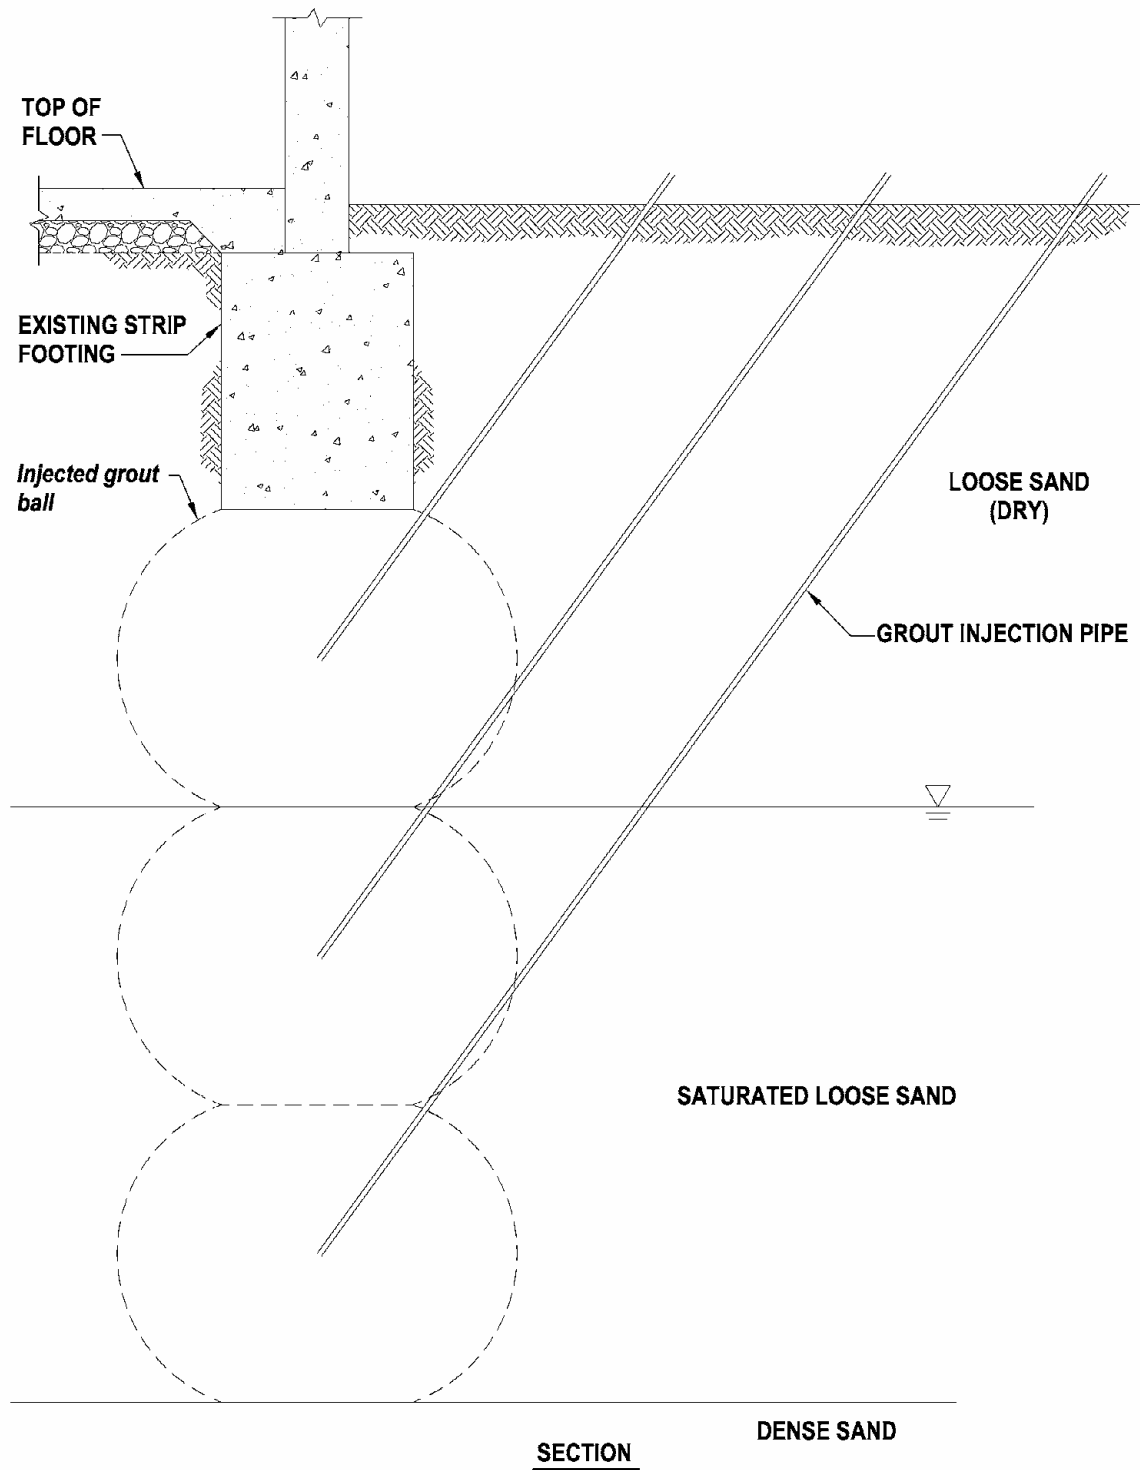 TOP OF
FLOOR
EXISTING STRIP
FOOTING
Injected grout
ball
LOOSE SAND
(DRY)
GROUT INJECTION PIPE
SATURATED LOOSE SAND
DENSE SAND
SECTION